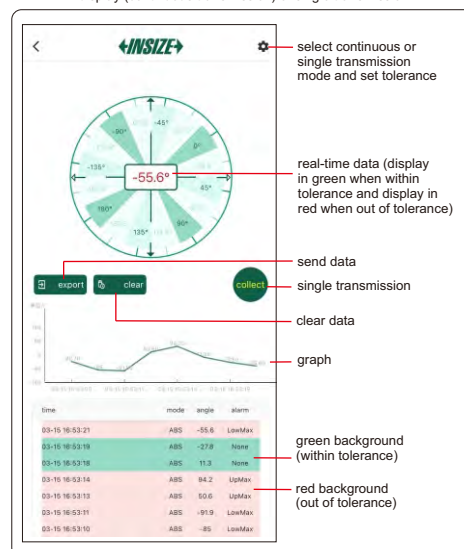 INSIZE
select continuous or
single transmission
mode and set tolerance
-45°
-90°
0°
-135°
-55.6°
45°
180°
90°
135°
real-time data (display
in green when within
tolerance and display in
red when out of tolerance)
send data
export
clear
collect
single transmission
clear data
graph
time mode angle alarm
03-15 16:53:21 ABS -55.6 LowMax
03-15 16:53:19 ABS -27.8 None
03-15 16:53:18 ABS 11.3 None
03-15 16:53:14 ABS 94.2 UpMax
03-15 16:53:13 ABS 50.6 UpMax
03-15 16:53:11 ABS -91.9 LowMax
03-15 16:53:10 ABS -85 LowMax
green background
(within tolerance)
red background
(out of tolerance)